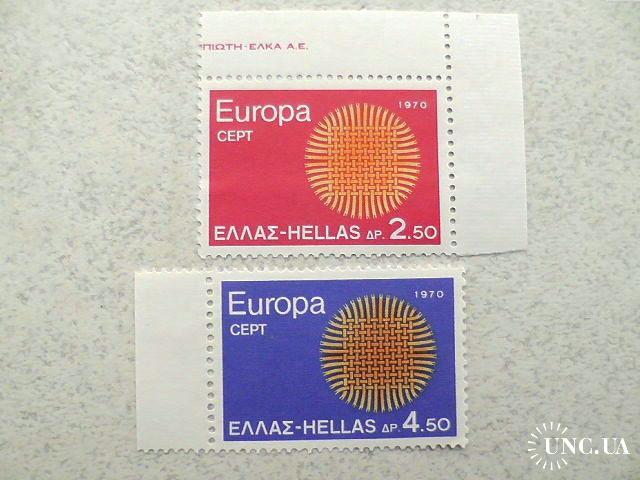 ΠΙΩΤΗ-ΕΛΚΑ Α.Ε.
Europa 1970
CEPT
ΕΛΛΑΣ-HELLAS ΔΡ. 2.50
Europa 1970
CEPT
ΕΛΛΑΣ-HELLAS ΔΡ. 4.50
UNC.UA